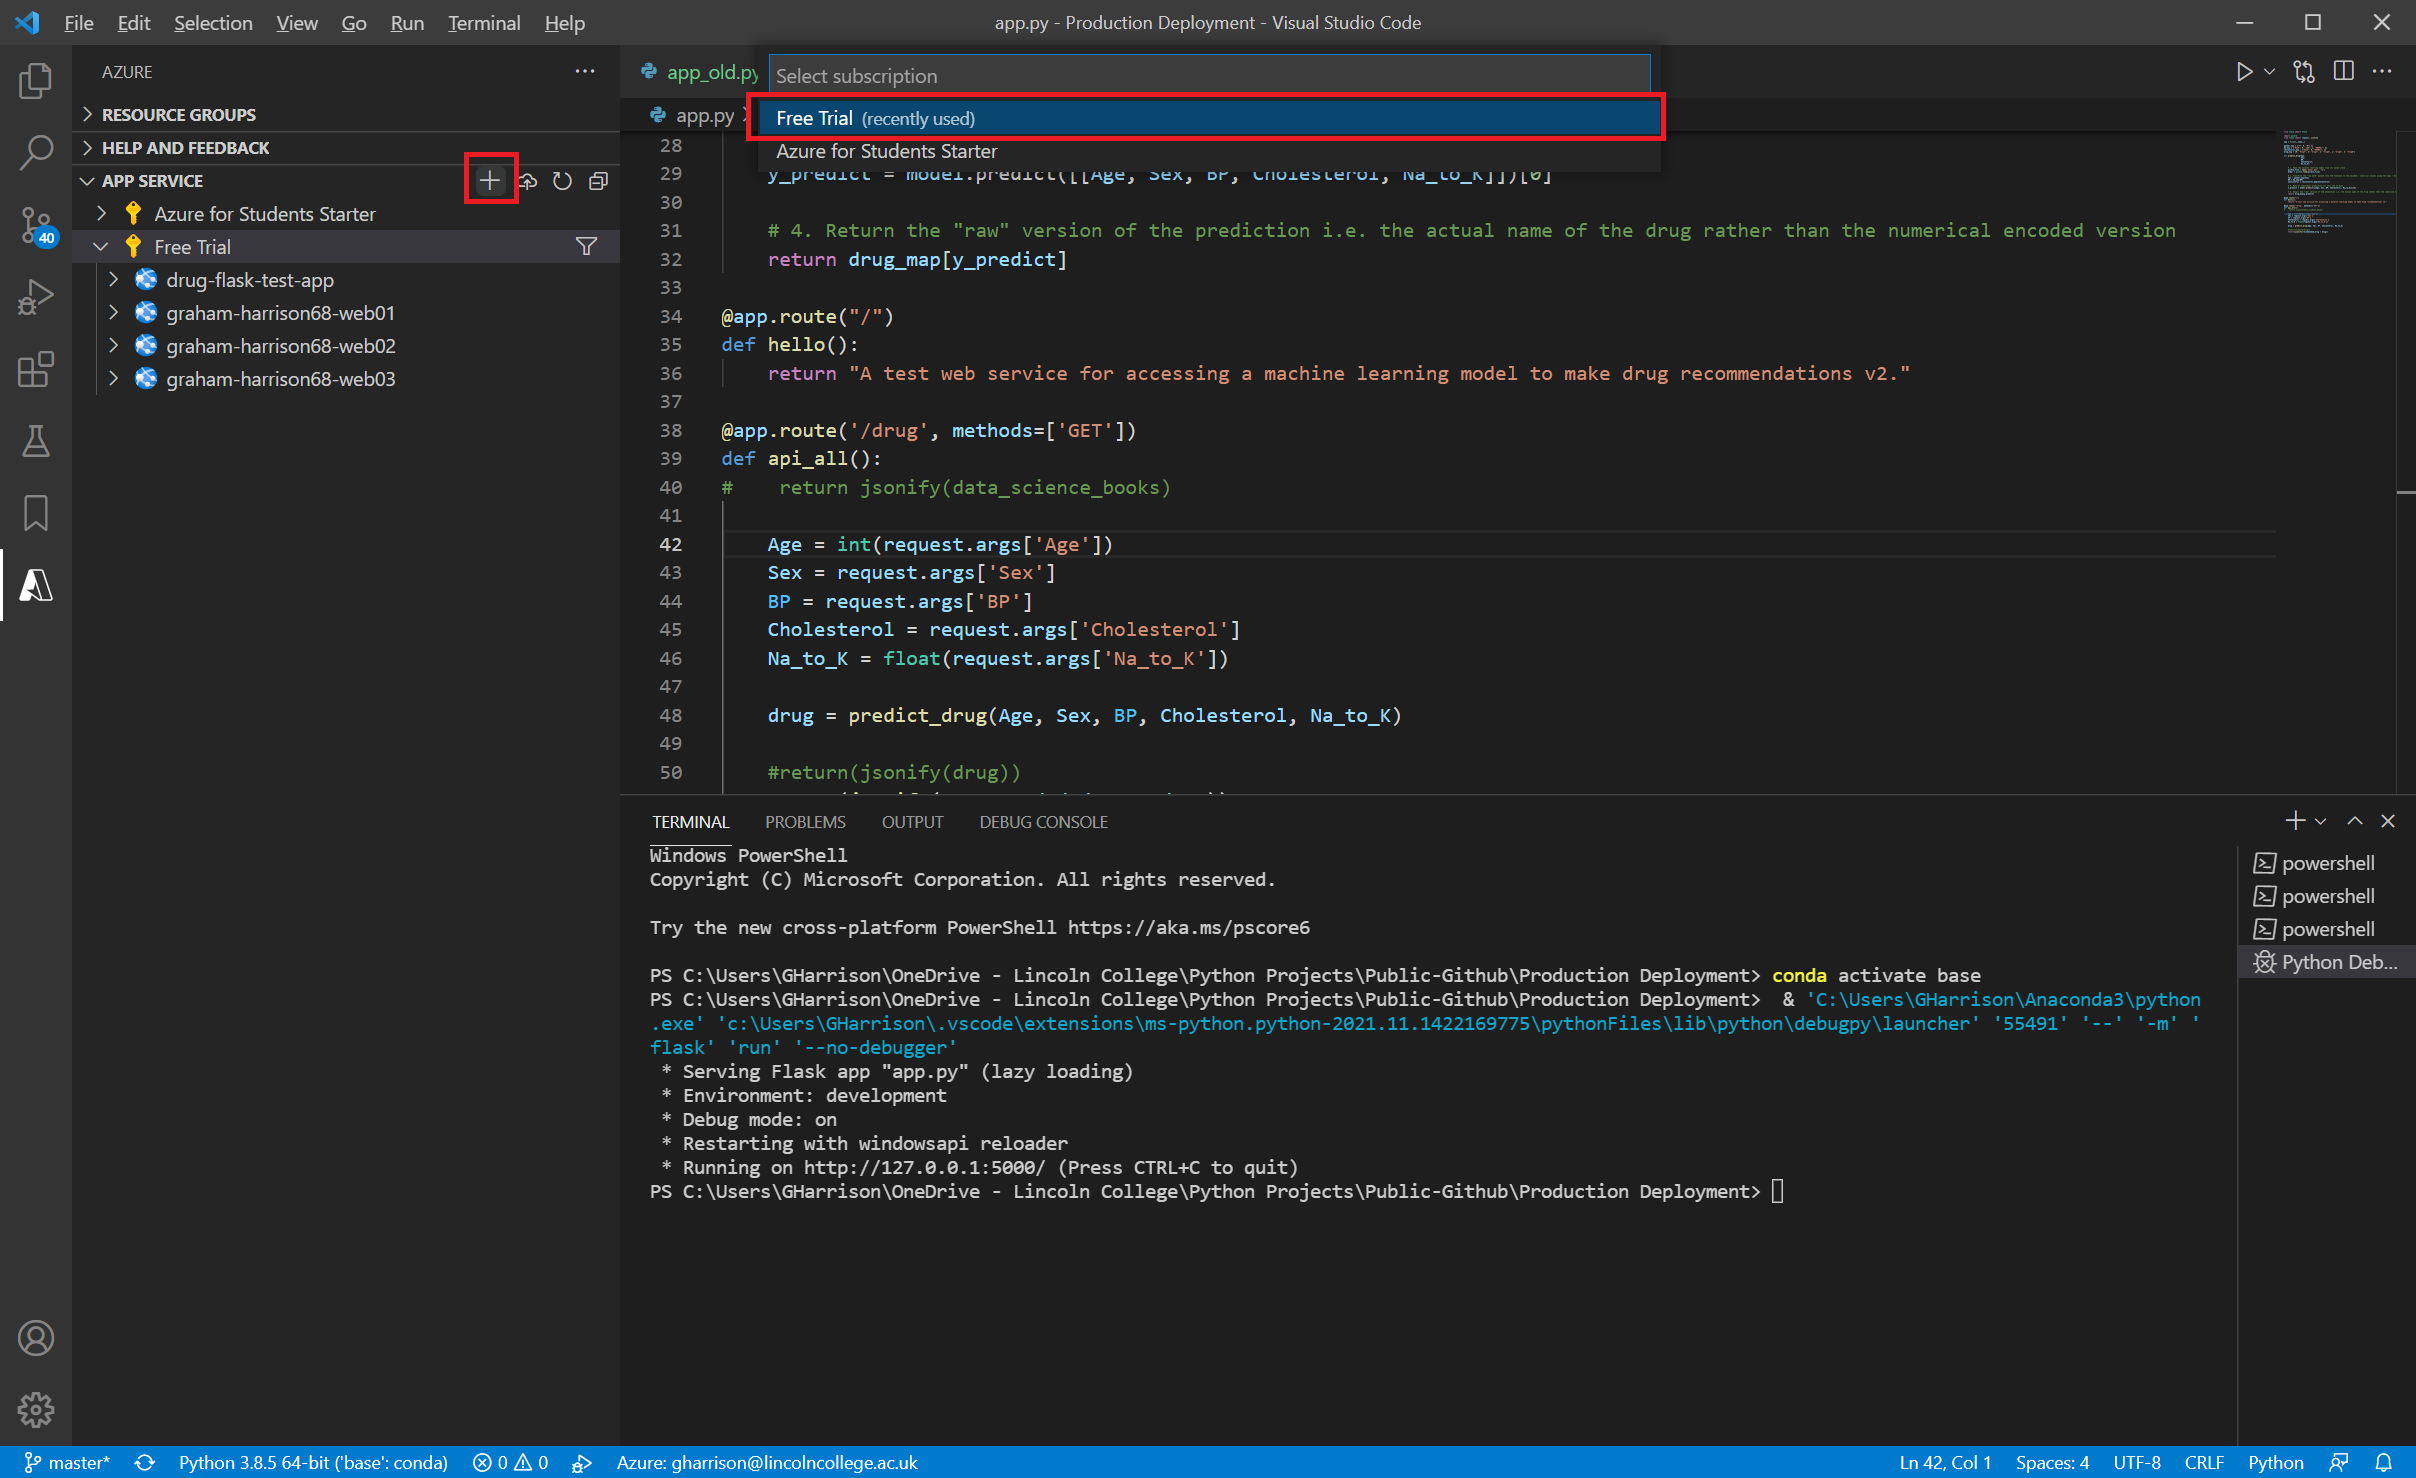 File Edit Selection View Go Run Terminal Help
app.py - Production Deployment - Visual Studio Code
AZURE
RESOURCE GROUPS
HELP AND FEEDBACK
APP SERVICE
Azure for Students Starter
Free Trial
drug-flask-test-app
graham-harrison68-web01
graham-harrison68-web02
graham-harrison68-web03
40
app_old.py
Select subscription
app.py
Free Trial (recently used)
Azure for Students Starter
28
29 y_predict = model.predict([[Age, Sex, BP, Cholesterol, Na_to_K]])[0]
30
31 # 4. Return the "raw" version of the prediction i.e. the actual name of the drug rather than the numerical encoded version
32 return drug_map[y_predict]
33
34 @app.route("/")
35 def hello():
36 return "A test web service for accessing a machine learning model to make drug recommendations v2."
37
38 @app.route('/drug', methods=['GET'])
39 def api_all():
40 # return jsonify(data_science_books)
41
42 Age = int(request.args['Age'])
43 Sex = request.args['Sex']
44 BP = request.args['BP']
45 Cholesterol = request.args['Cholesterol']
46 Na_to_K = float(request.args['Na_to_K'])
47
48 drug = predict_drug(Age, Sex, BP, Cholesterol, Na_to_K)
49
50 #return(jsonify(drug))
TERMINAL PROBLEMS OUTPUT DEBUG CONSOLE
Windows PowerShell
Copyright (C) Microsoft Corporation. All rights reserved.
Try the new cross-platform PowerShell https://aka.ms/pscore6
PS C:\Users\GHarrison\OneDrive - Lincoln College\Python Projects\Public-Github\Production Deployment> conda activate base
PS C:\Users\GHarrison\OneDrive - Lincoln College\Python Projects\Public-Github\Production Deployment> & 'C:\Users\GHarrison\Anaconda3\python
.exe' 'c:\Users\GHarrison\.vscode\extensions\ms-python.python-2021.11.1422169775\pythonFiles\lib\python\debugpy\launcher' '55491' '--' '-m' '
flask' 'run' '--no-debugger'
* Serving Flask app "app.py" (lazy loading)
* Environment: development
* Debug mode: on
* Restarting with windowsapi reloader
* Running on http://127.0.0.1:5000/ (Press CTRL+C to quit)
PS C:\Users\GHarrison\OneDrive - Lincoln College\Python Projects\Public-Github\Production Deployment>
powershell
powershell
powershell
Python Deb...
master* Python 3.8.5 64-bit ('base': conda) 0 0 Azure: gharrison@lincolncollege.ac.uk Ln 42, Col 1 Spaces: 4 UTF-8 CRLF Python